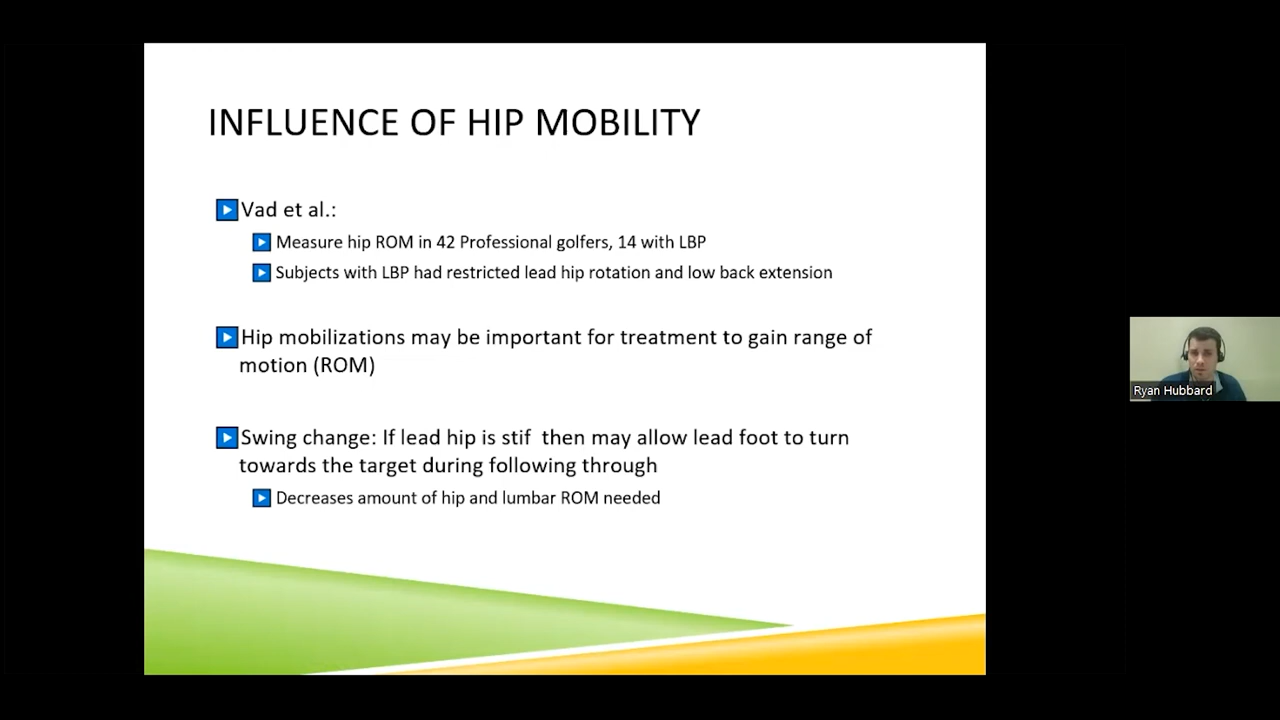 INFLUENCE OF HIP MOBILITY
Vad et al.:
Measure hip ROM in 42 Professional golfers, 14 with LBP
Subjects with LBP had restricted lead hip rotation and low back extension
Hip mobilizations may be important for treatment to gain range of
motion (ROM)
Swing change: If lead hip is stif  then may allow lead foot to turn
towards the target during following through
Decreases amount of hip and lumbar ROM needed
Ryan Hubbard